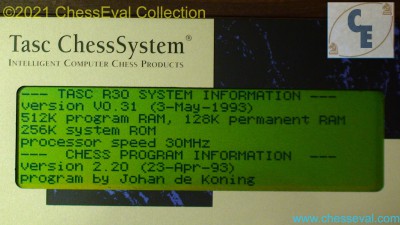 ©2021 ChessEval Collection
Tasc ChessSystem®
INTELLIGENT COMPUTER CHESS PRODUCTS
CE
--- TASC R30 SYSTEM INFORMATION ---
version V0.31 (3-May-1993)
512K program RAM, 128K permanent RAM
256K system ROM
processor speed 30MHz
--- CHESS PROGRAM INFORMATION ---
version 2.20 (23-Apr-93)
program by Johan de Koning
www.chesseval.com